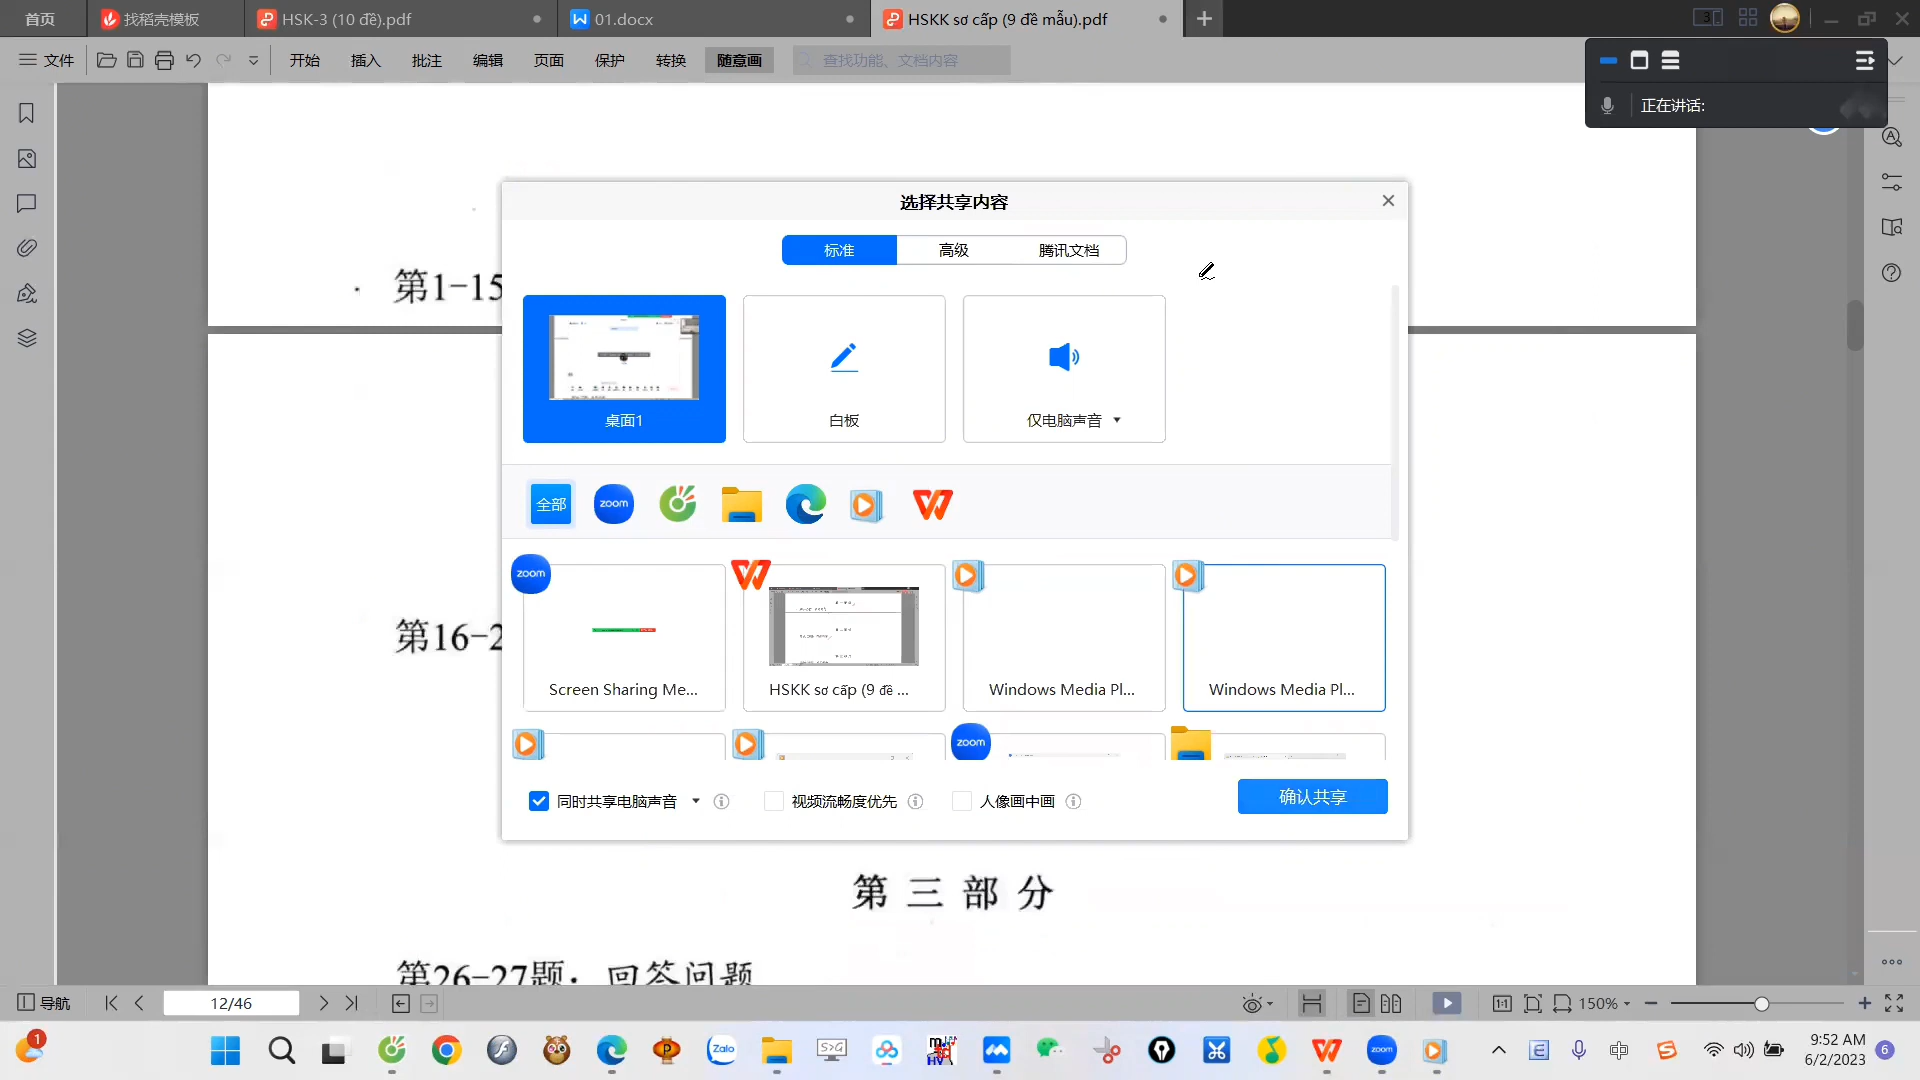 首页
找稻壳模板
HSK-3 (10 đề).pdf
01.docx
HSKK sơ cấp (9 đề mẫu).pdf
文件
开始
插入
批注
编辑
页面
保护
转换
随意画
查找功能、文档内容
正在讲话:
选择共享内容
标准
高级
腾讯文档
第1-15
桌面1
白板
仅电脑声音
全部
zoom
zoom
第16-2
Screen Sharing Me...
HSKK sơ cấp (9 đề ...
Windows Media Pl...
Windows Media Pl...
zoom
同时共享电脑声音
视频流畅度优先
人像画中画
确认共享
第 三 部 分
第26-27题：回答问题
导航
12/46
150%
1
Zalo
S>G
zoom
中
9:52 AM
6/2/2023
6